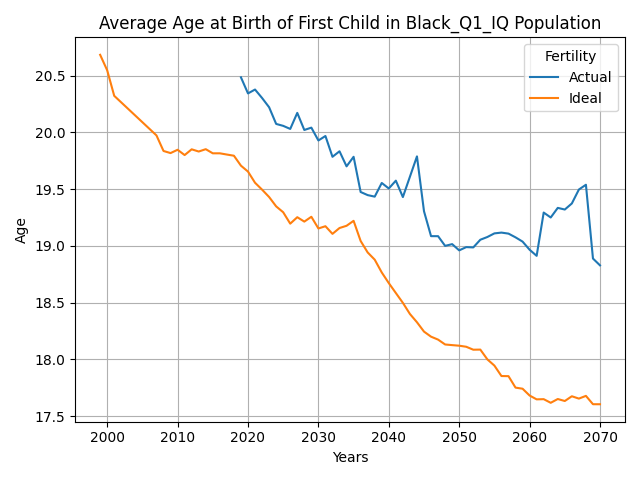 Average Age at Birth of First Child in Black_Q1_IQ Population
Fertility
Actual
Ideal
20.5
20.0
19.5
19.0
18.5
18.0
17.5
Age
2000 2010 2020 2030 2040 2050 2060 2070
Years